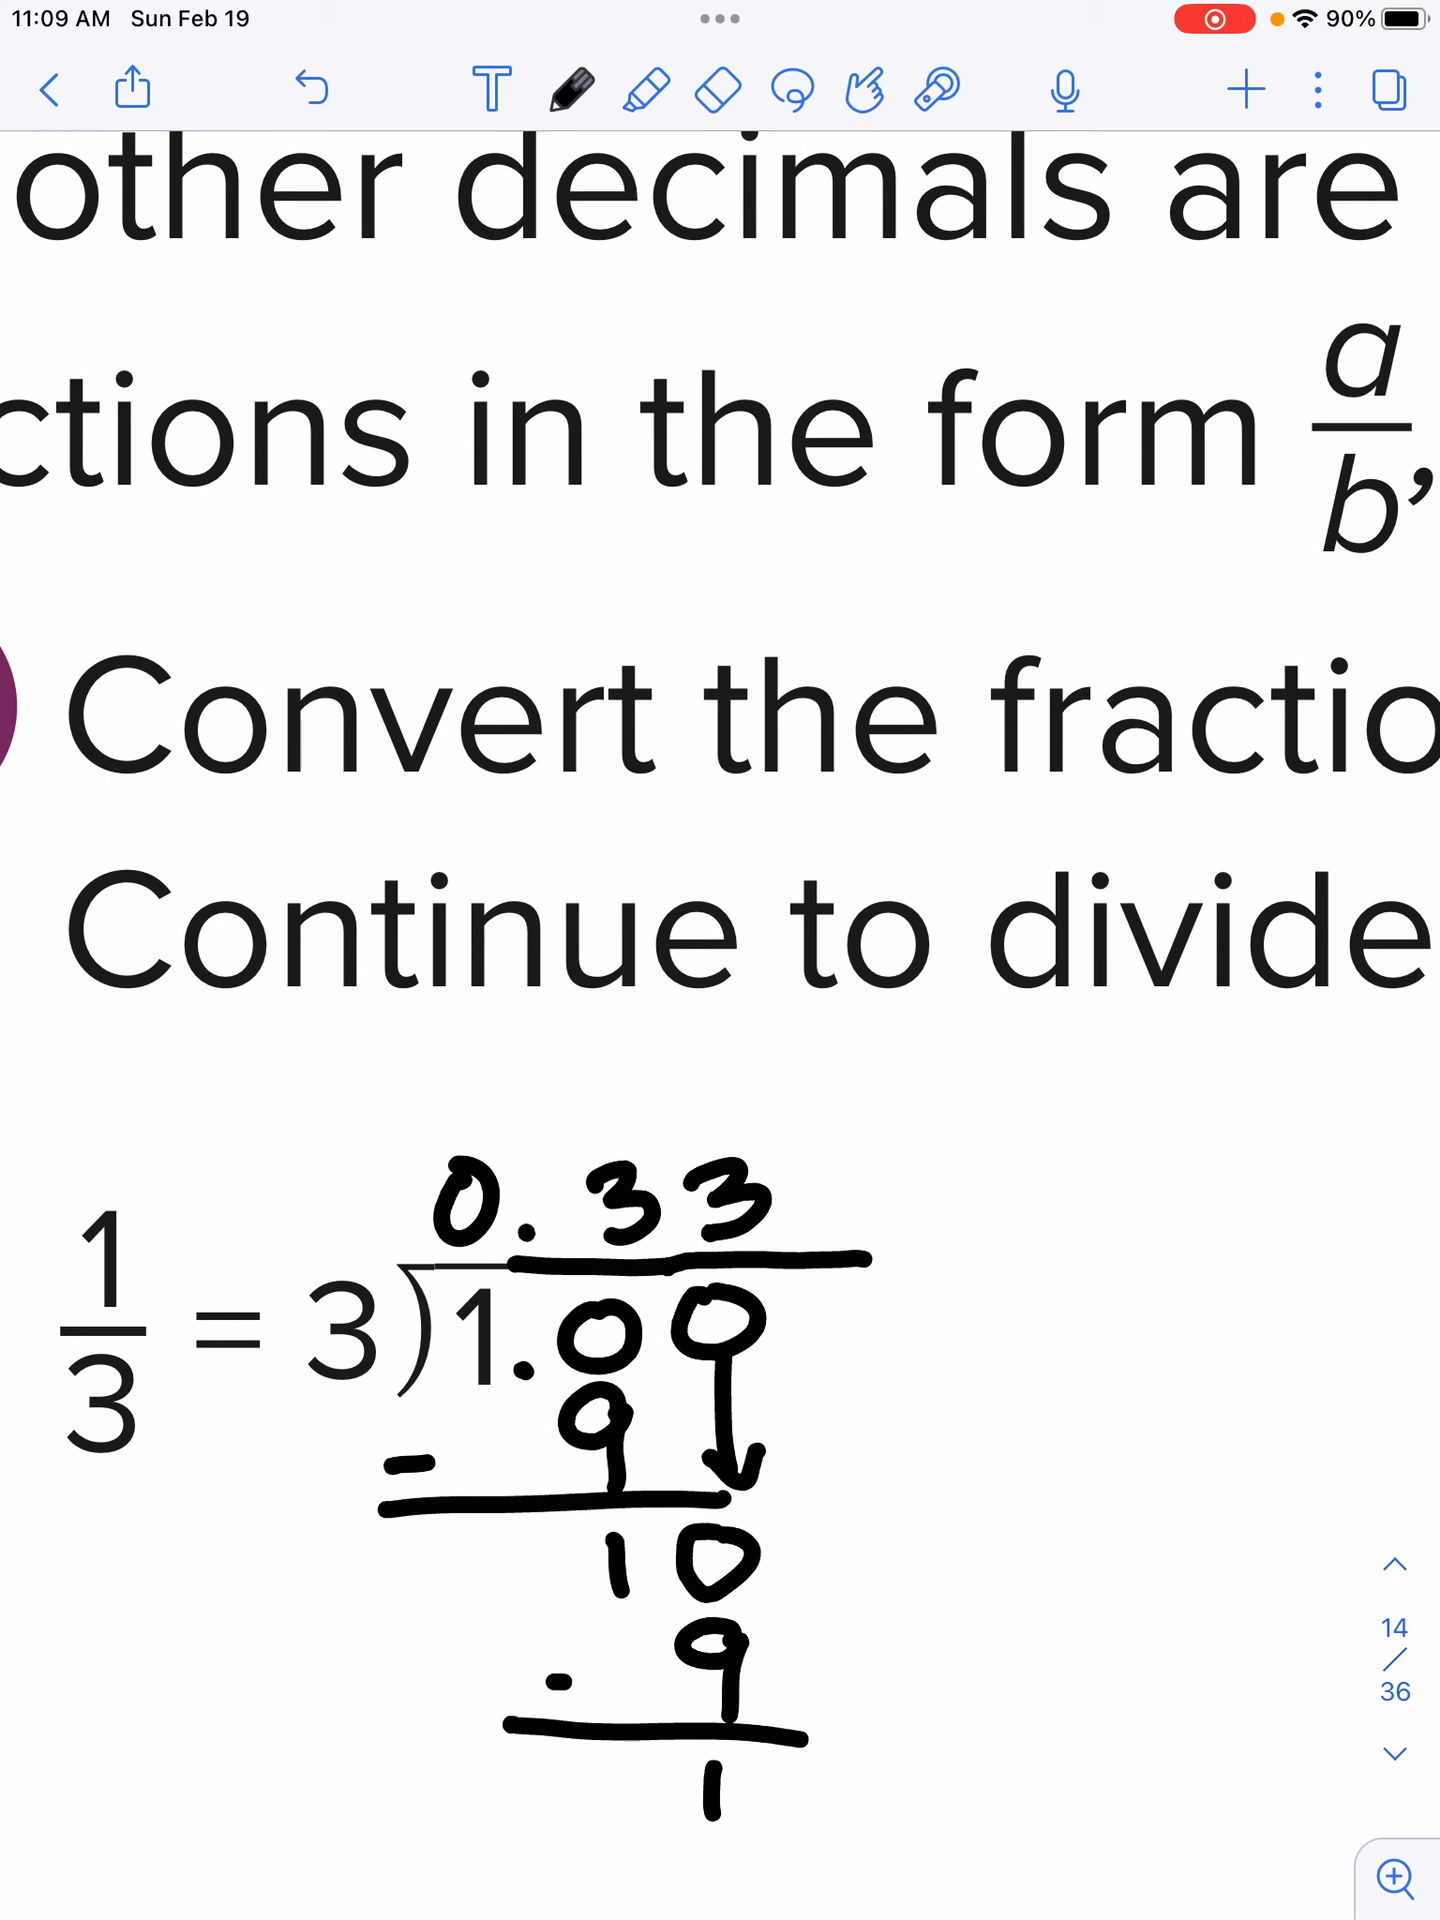 11:09 AM Sun Feb 19
90%
T
other decimals are
ctions in the form a/b,
Convert the fractio
Continue to divide
0.33
1/3 = 3)1.00
- 9
10
- 9
1
14
/
36